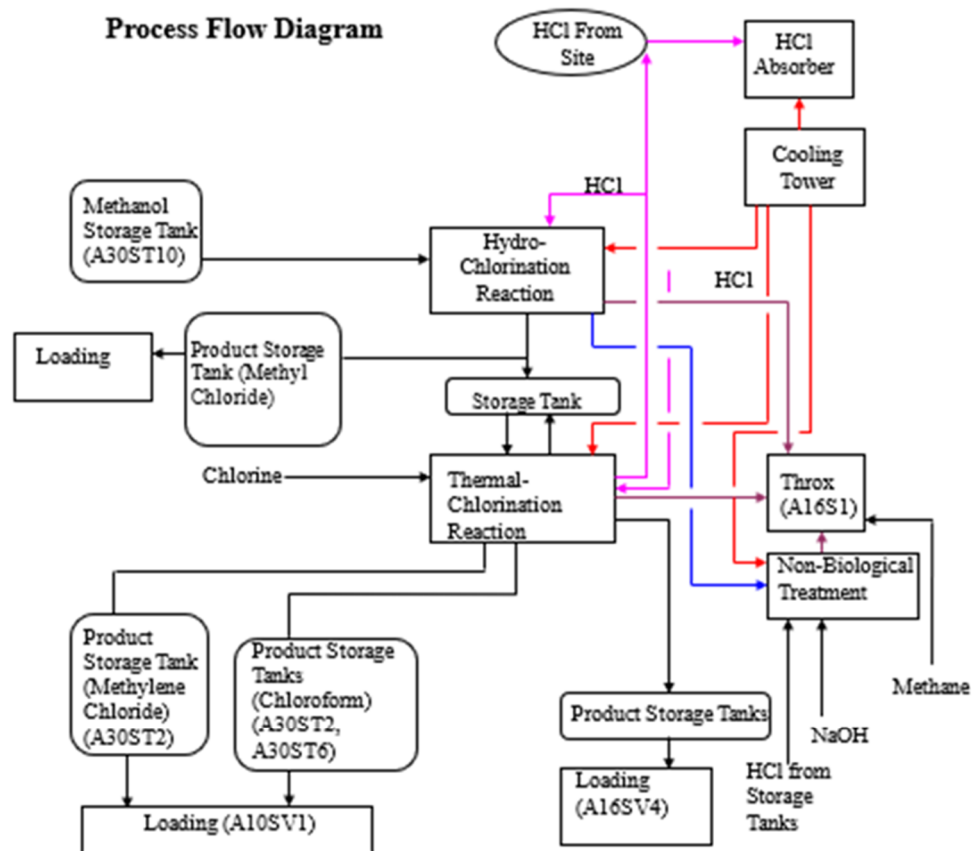 Process Flow Diagram
HCl From
Site
HCl
Absorber
Cooling
Tower
HCl
Methanol
Storage Tank
(A30ST10)
Hydro-
Chlorination
Reaction
HCl
Loading
Product Storage
Tank (Methyl
Chloride)
Storage Tank
Chlorine
Thermal-
Chlorination
Reaction
Throx
(A16S1)
Non-Biological
Treatment
Product
Storage Tank
(Methylene
Chloride)
(A30ST2)
Product Storage
Tanks
(Chloroform)
(A30ST2,
A30ST6)
Methane
Product Storage Tanks
NaOH
HCl from
Storage
Tanks
Loading
(A16SV4)
Loading (A10SV1)